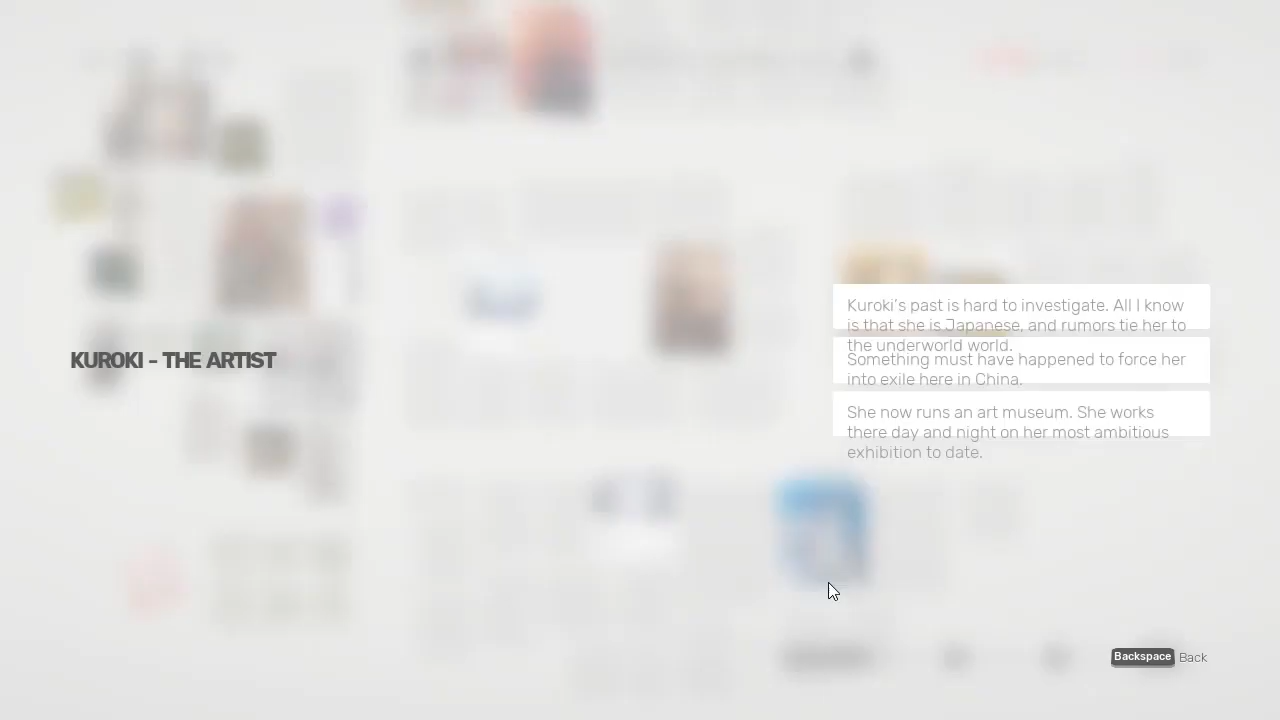 KUROKI - THE ARTIST
Kuroki's past is hard to investigate. All I know
is that she is Japanese, and rumors tie her to
the underworld world.
Something must have happened to force her
into exile here in China.
She now runs an art museum. She works
there day and night on her most ambitious
exhibition to date.
Backspace Back